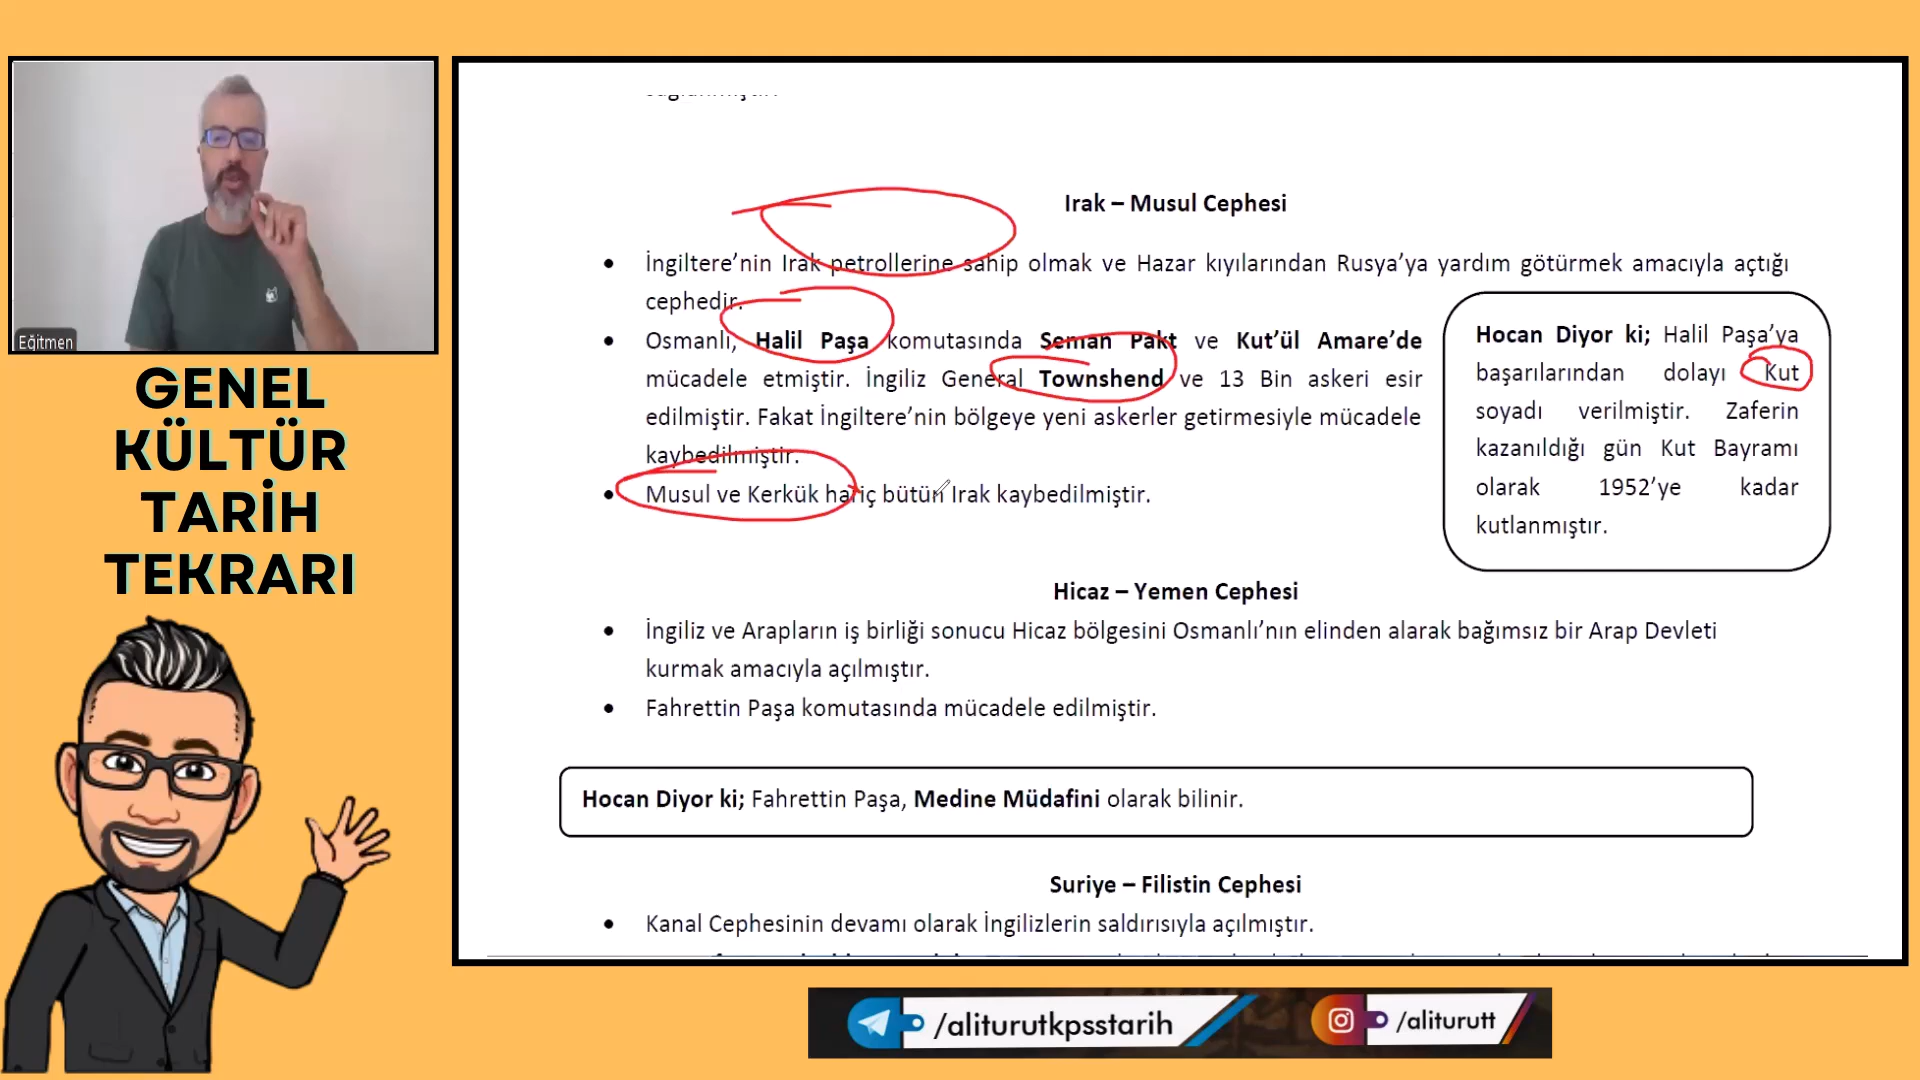 Eğitmen
GENEL
KÜLTÜR
TARİH
TEKRARI
Irak – Musul Cephesi
• İngiltere’nin Irak petrollerine sahip olmak ve Hazar kıyılarından Rusya’ya yardım götürmek amacıyla açtığı
cephedir.
• Osmanlı, Halil Paşa komutasında Seman Pakt ve Kut’ül Amare’de
mücadele etmiştir. İngiliz General Townshend ve 13 Bin askeri esir
edilmiştir. Fakat İngiltere’nin bölgeye yeni askerler getirmesiyle mücadele
kaybedilmiştir.
• Musul ve Kerkük hariç bütün Irak kaybedilmiştir.
Hocan Diyor ki; Halil Paşa’ya
başarılarından dolayı Kut
soyadı verilmiştir. Zaferin
kazanıldığı gün Kut Bayramı
olarak 1952’ye kadar
kutlanmıştır.
Hicaz – Yemen Cephesi
• İngiliz ve Arapların iş birliği sonucu Hicaz bölgesini Osmanlı’nın elinden alarak bağımsız bir Arap Devleti
kurmak amacıyla açılmıştır.
• Fahrettin Paşa komutasında mücadele edilmiştir.
Hocan Diyor ki; Fahrettin Paşa, Medine Müdafini olarak bilinir.
Suriye – Filistin Cephesi
• Kanal Cephesinin devamı olarak İngilizlerin saldırısıyla açılmıştır.
/aliturutkpsstarih
/aliturutt